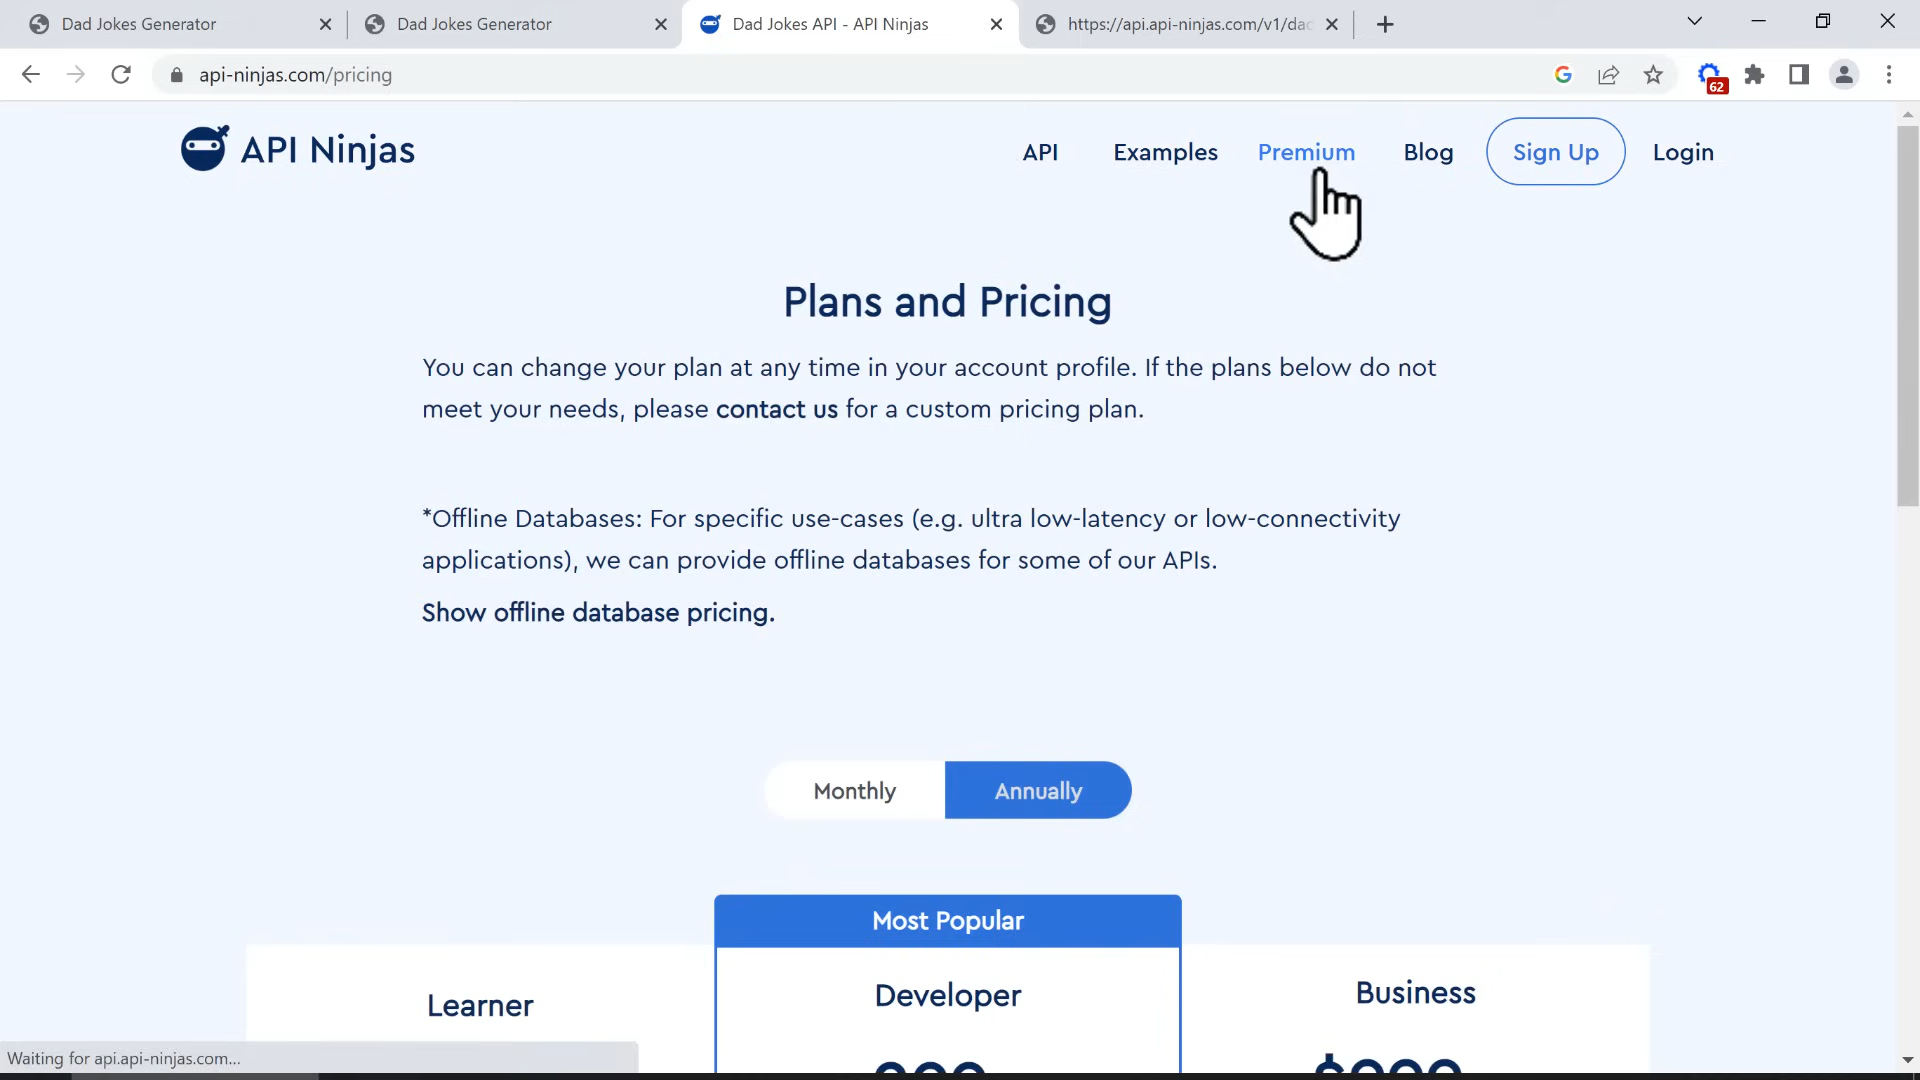 Dad Jokes Generator
Dad Jokes Generator
Dad Jokes API - API Ninjas
https://api.api-ninjas.com/v1/dad
api-ninjas.com/pricing
62
API Ninjas
API
Examples
Premium
Blog
Sign Up
Login
Plans and Pricing
You can change your plan at any time in your account profile. If the plans below do not
meet your needs, please contact us for a custom pricing plan.
*Offline Databases: For specific use-cases (e.g. ultra low-latency or low-connectivity
applications), we can provide offline databases for some of our APIs.
Show offline database pricing.
Monthly
Annually
Most Popular
Learner
Developer
Business
Waiting for api.api-ninjas.com...